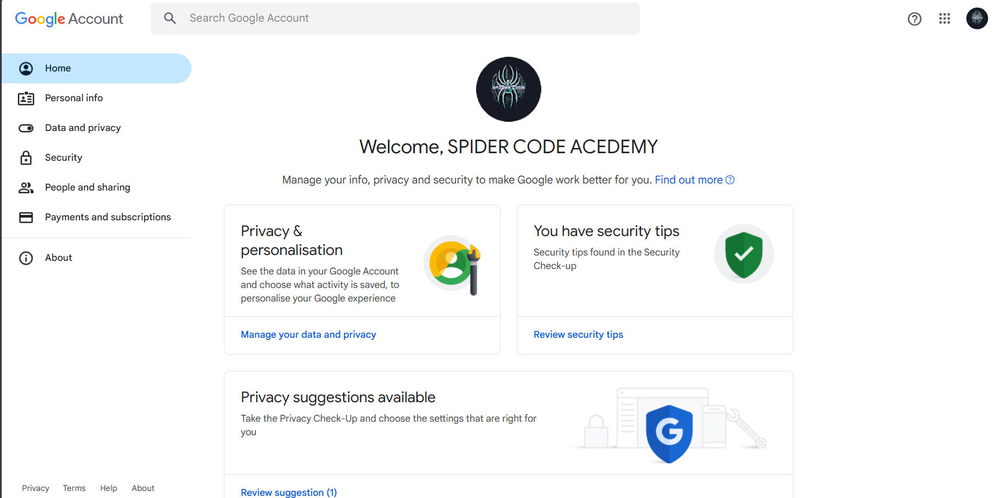 Google Account
Search Google Account
Home
Personal info
Data and privacy
Security
People and sharing
Payments and subscriptions
About
SPIDER CODE
Welcome, SPIDER CODE ACEDEMY
Manage your info, privacy and security to make Google work better for you. Find out more
Privacy &
personalisation
See the data in your Google Account
and choose what activity is saved, to
personalise your Google experience
Manage your data and privacy
You have security tips
Security tips found in the Security
Check-up
Review security tips
Privacy suggestions available
Take the Privacy Check-Up and choose the settings that are right for
you
G
Review suggestion (1)
Privacy Terms Help About